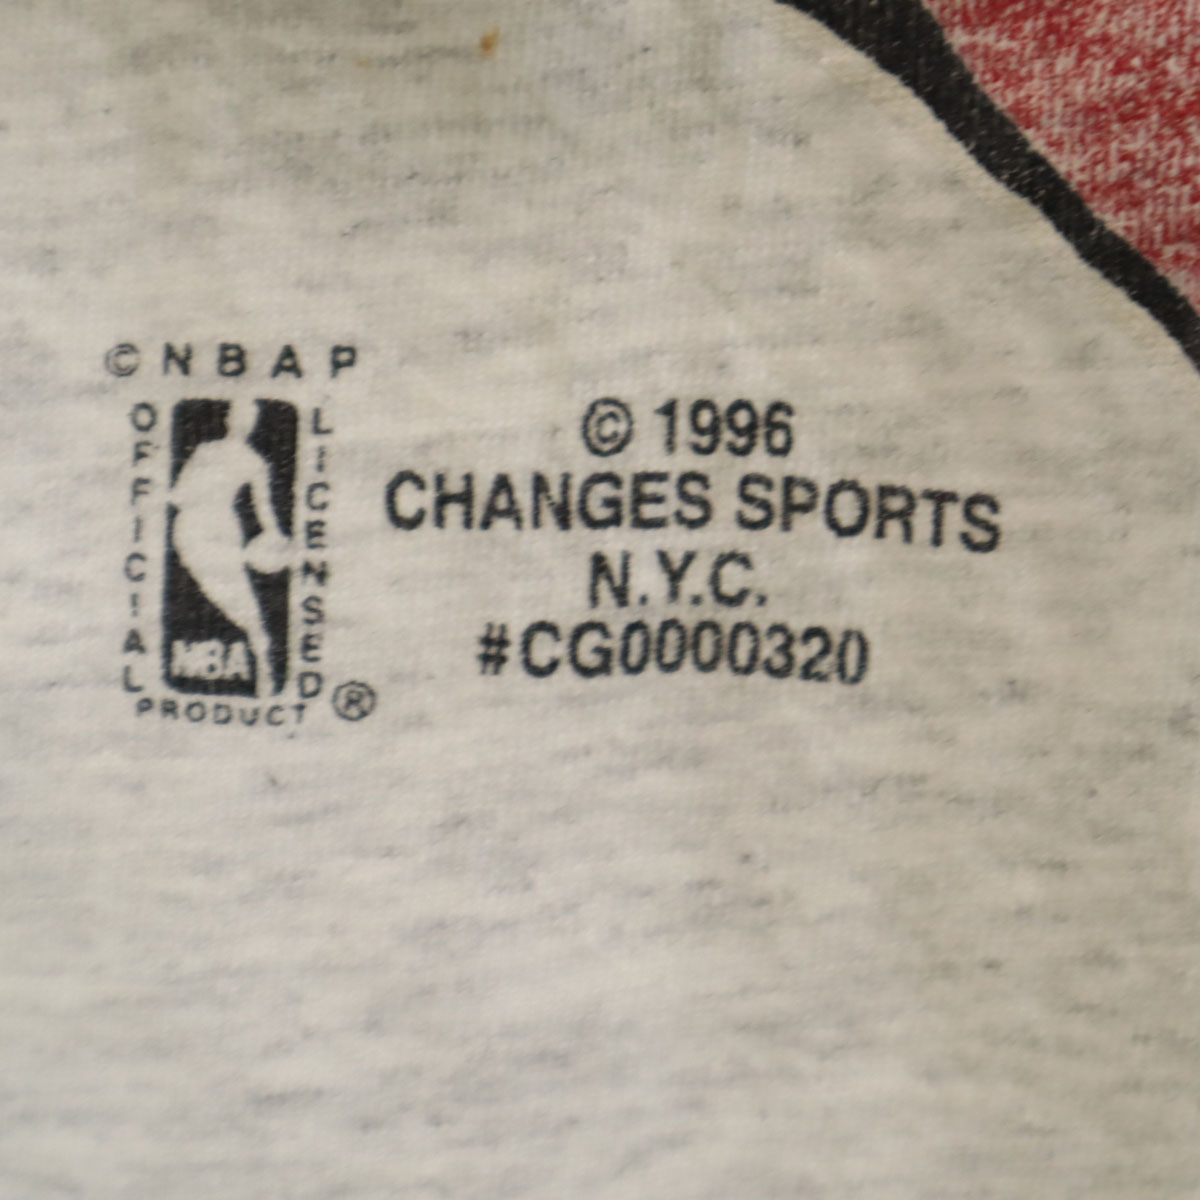 © NBAP
OFFICIAL
LICENSED
NBA
PRODUCT ®
© 1996
CHANGES SPORTS
N.Y.C.
#CG0000320